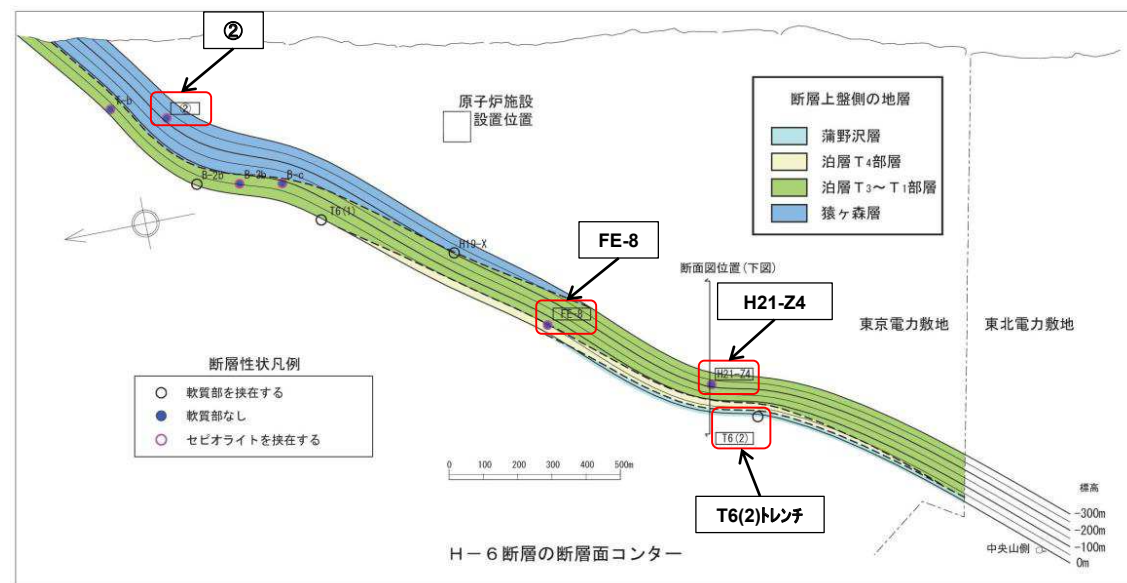 ②
(2)
T-b
原子炉施設
設置位置
断層上盤側の地層
蒲野沢層
泊層T₄部層
泊層T₃～T₁部層
猿ヶ森層
B-2b
B-3b
B-c
T6(1)
H19-X
FE-8
FE-8
断面図位置(下図)
H21-Z4
H21-Z4
東京電力敷地
東北電力敷地
断層性状凡例
軟質部を挟在する
軟質部なし
セピオライトを挟在する
T6(2)
T6(2)トレンチ
0 100 200 300 400 500m
標高
-300m
-200m
-100m
0m
中央山側
H－6断層の断層面コンター